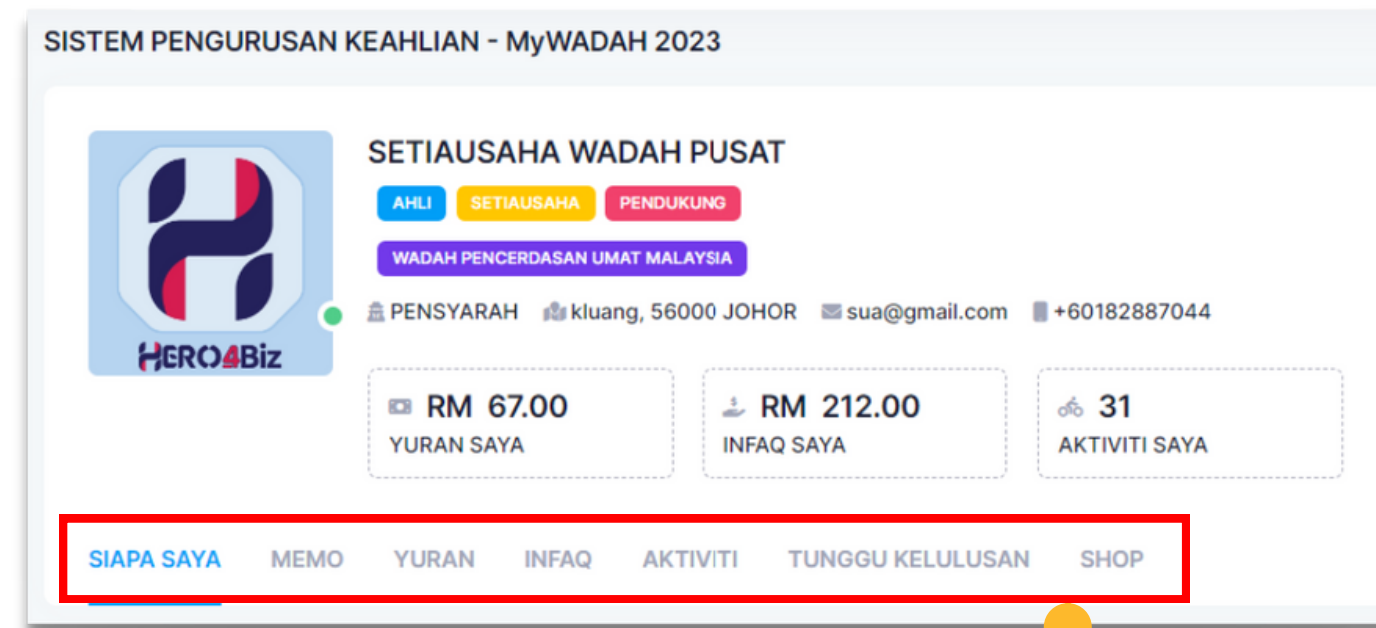 SISTEM PENGURUSAN KEAHLIAN - MyWADAH 2023
SETIAUSAHA WADAH PUSAT
AHLI SETIAUSAHA PENDUKUNG
WADAH PENCERDASAN UMAT MALAYSIA
PENSYARAH kluang, 56000 JOHOR sua@gmail.com +60182887044
HERO4Biz
RM 67.00 RM 212.00 31
YURAN SAYA INFAQ SAYA AKTIVITI SAYA
SIAPA SAYA MEMO YURAN INFAQ AKTIVITI TUNGGU KELULUSAN SHOP